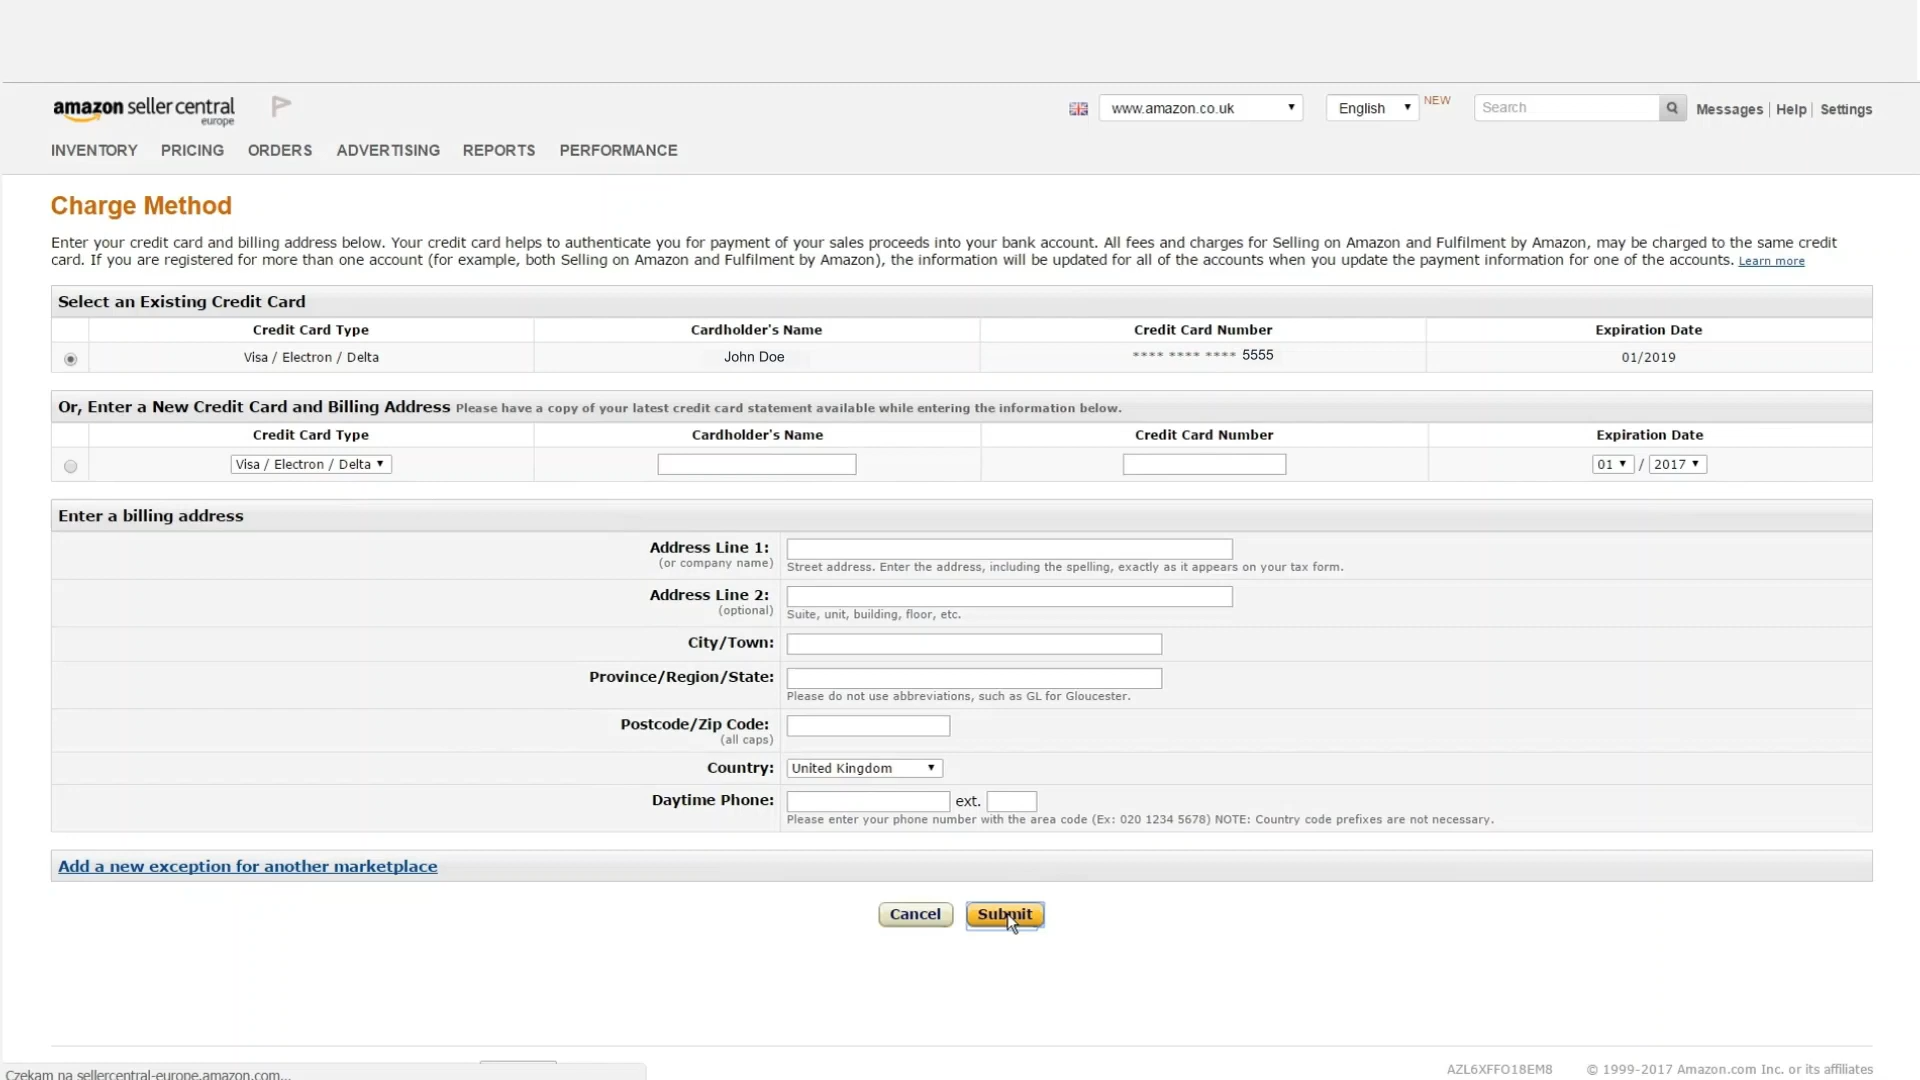 amazon seller central
europe
www.amazon.co.uk
English
NEW
Search
Messages | Help | Settings
INVENTORY PRICING ORDERS ADVERTISING REPORTS PERFORMANCE
Charge Method
Enter your credit card and billing address below. Your credit card helps to authenticate you for payment of your sales proceeds into your bank account. All fees and charges for Selling on Amazon and Fulfilment by Amazon, may be charged to the same credit
card. If you are registered for more than one account (for example, both Selling on Amazon and Fulfilment by Amazon), the information will be updated for all of the accounts when you update the payment information for one of the accounts. Learn more
Select an Existing Credit Card
Credit Card Type Cardholder's Name Credit Card Number Expiration Date
Visa / Electron / Delta John Doe **** **** **** 5555 01/2019
Or, Enter a New Credit Card and Billing Address Please have a copy of your latest credit card statement available while entering the information below.
Credit Card Type Cardholder's Name Credit Card Number Expiration Date
Visa / Electron / Delta 01 / 2017
Enter a billing address
Address Line 1:
(or company name)
Street address. Enter the address, including the spelling, exactly as it appears on your tax form.
Address Line 2:
(optional)
Suite, unit, building, floor, etc.
City/Town:
Province/Region/State:
Please do not use abbreviations, such as GL for Gloucester.
Postcode/Zip Code:
(all caps)
Country: United Kingdom
Daytime Phone: ext.
Please enter your phone number with the area code (Ex: 020 1234 5678) NOTE: Country code prefixes are not necessary.
Add a new exception for another marketplace
Cancel Submit
AZL6XFFO18EM8 © 1999-2017 Amazon.com Inc. or its affiliates
Czekam na sellercentral-europe.amazon.com...